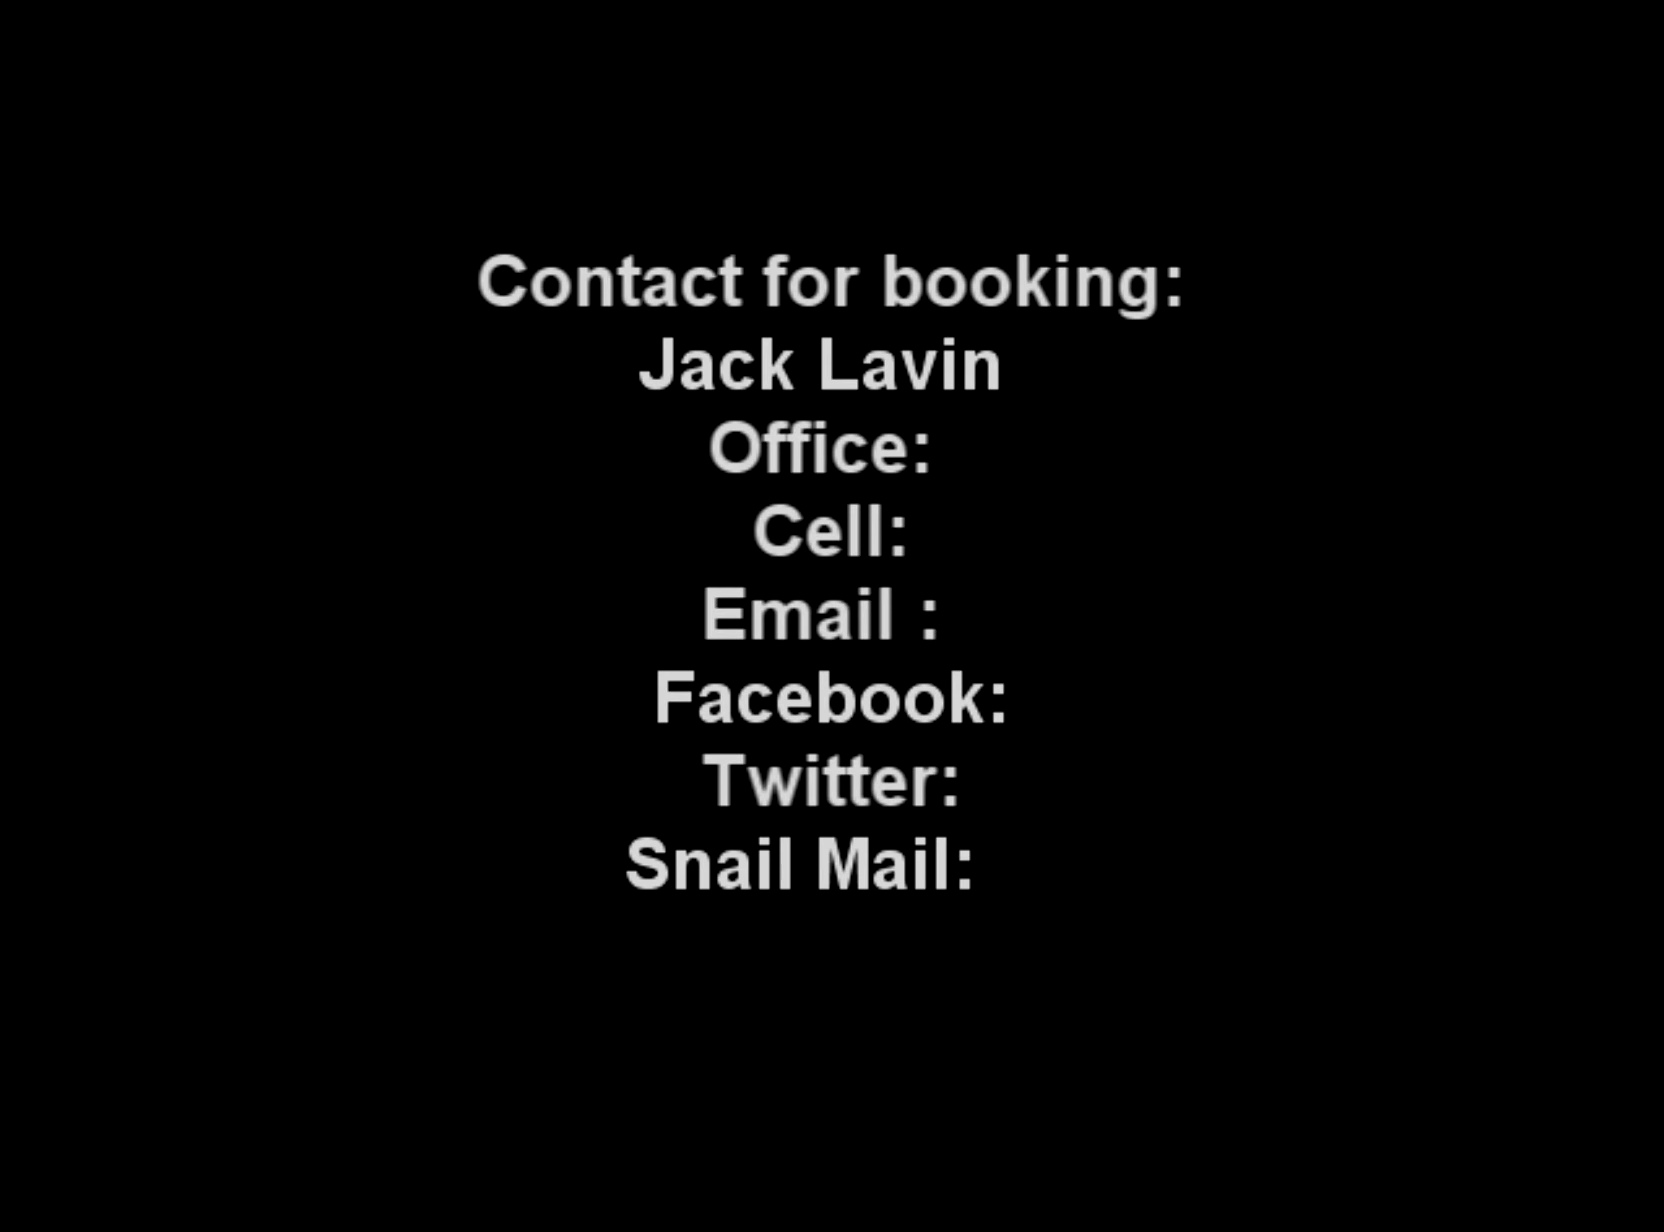 Contact for booking:
Jack Lavin
Office:
Cell:
Email :
Facebook:
Twitter:
Snail Mail: